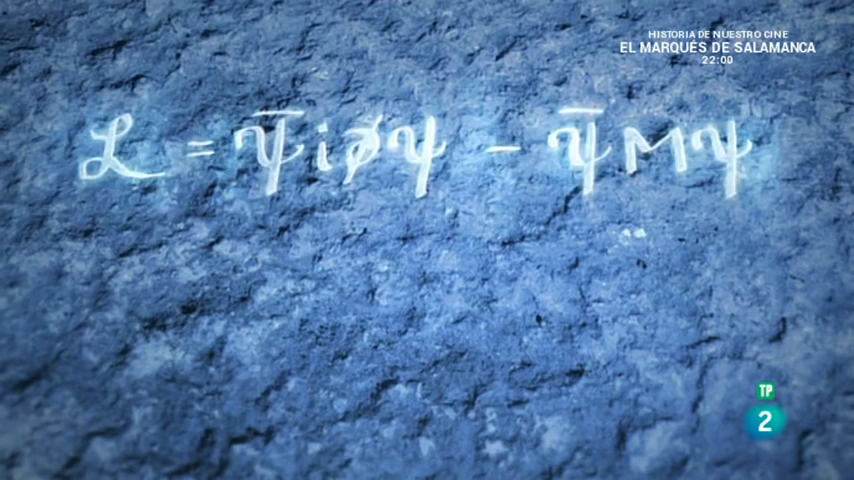 HISTORIA DE NUESTRO CINE
EL MARQUÉS DE SALAMANCA
22:00
ℒ = ψ̄ i∂̸ψ - ψ̄ Mψ
TP
2